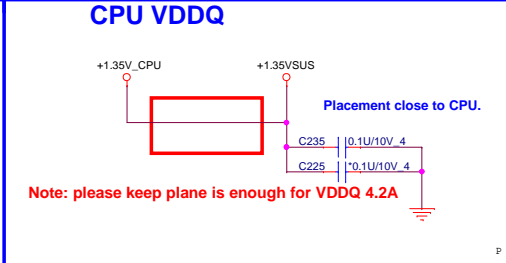 CPU VDDQ
+1.35V_CPU
+1.35VSUS
Placement close to CPU.
C235
0.1U/10V_4
C225
*0.1U/10V_4
Note: please keep plane is enough for VDDQ 4.2A
P